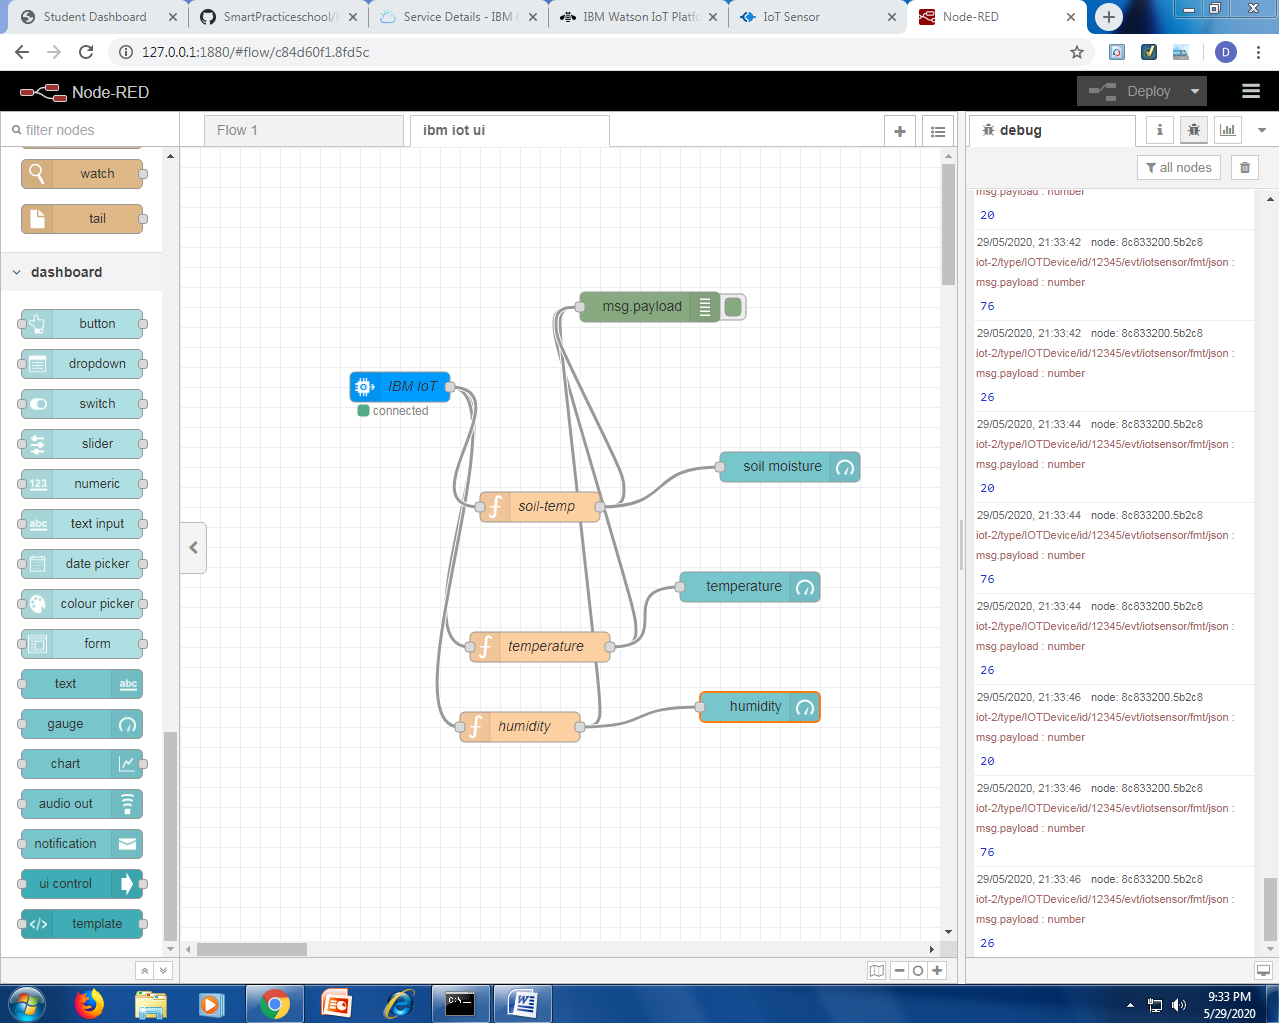 Student Dashboard
SmartPracticeschool/I
Service Details - IBM
IBM Watson IoT Platf
IoT Sensor
Node-RED
127.0.0.1:1880/#flow/c84d60f1.8fd5c
D
Node-RED
Deploy
filter nodes
Flow 1
ibm iot ui
debug
all nodes
watch
tail
dashboard
button
dropdown
switch
slider
123 numeric
abc text input
date picker
colour picker
form
text abc
gauge
chart
audio out
notification
ui control
</> template
msg.payload
IBM IoT
connected
soil moisture
soil-temp
temperature
temperature
humidity
humidity
msg.payload : number
20
29/05/2020, 21:33:42 node: 8c833200.5b2c8
iot-2/type/IOTDevice/id/12345/evt/iotsensor/fmt/json :
msg.payload : number
76
29/05/2020, 21:33:42 node: 8c833200.5b2c8
iot-2/type/IOTDevice/id/12345/evt/iotsensor/fmt/json :
msg.payload : number
26
29/05/2020, 21:33:44 node: 8c833200.5b2c8
iot-2/type/IOTDevice/id/12345/evt/iotsensor/fmt/json :
msg.payload : number
20
29/05/2020, 21:33:44 node: 8c833200.5b2c8
iot-2/type/IOTDevice/id/12345/evt/iotsensor/fmt/json :
msg.payload : number
76
29/05/2020, 21:33:44 node: 8c833200.5b2c8
iot-2/type/IOTDevice/id/12345/evt/iotsensor/fmt/json :
msg.payload : number
26
29/05/2020, 21:33:46 node: 8c833200.5b2c8
iot-2/type/IOTDevice/id/12345/evt/iotsensor/fmt/json :
msg.payload : number
20
29/05/2020, 21:33:46 node: 8c833200.5b2c8
iot-2/type/IOTDevice/id/12345/evt/iotsensor/fmt/json :
msg.payload : number
76
29/05/2020, 21:33:46 node: 8c833200.5b2c8
iot-2/type/IOTDevice/id/12345/evt/iotsensor/fmt/json :
msg.payload : number
26
9:33 PM
5/29/2020